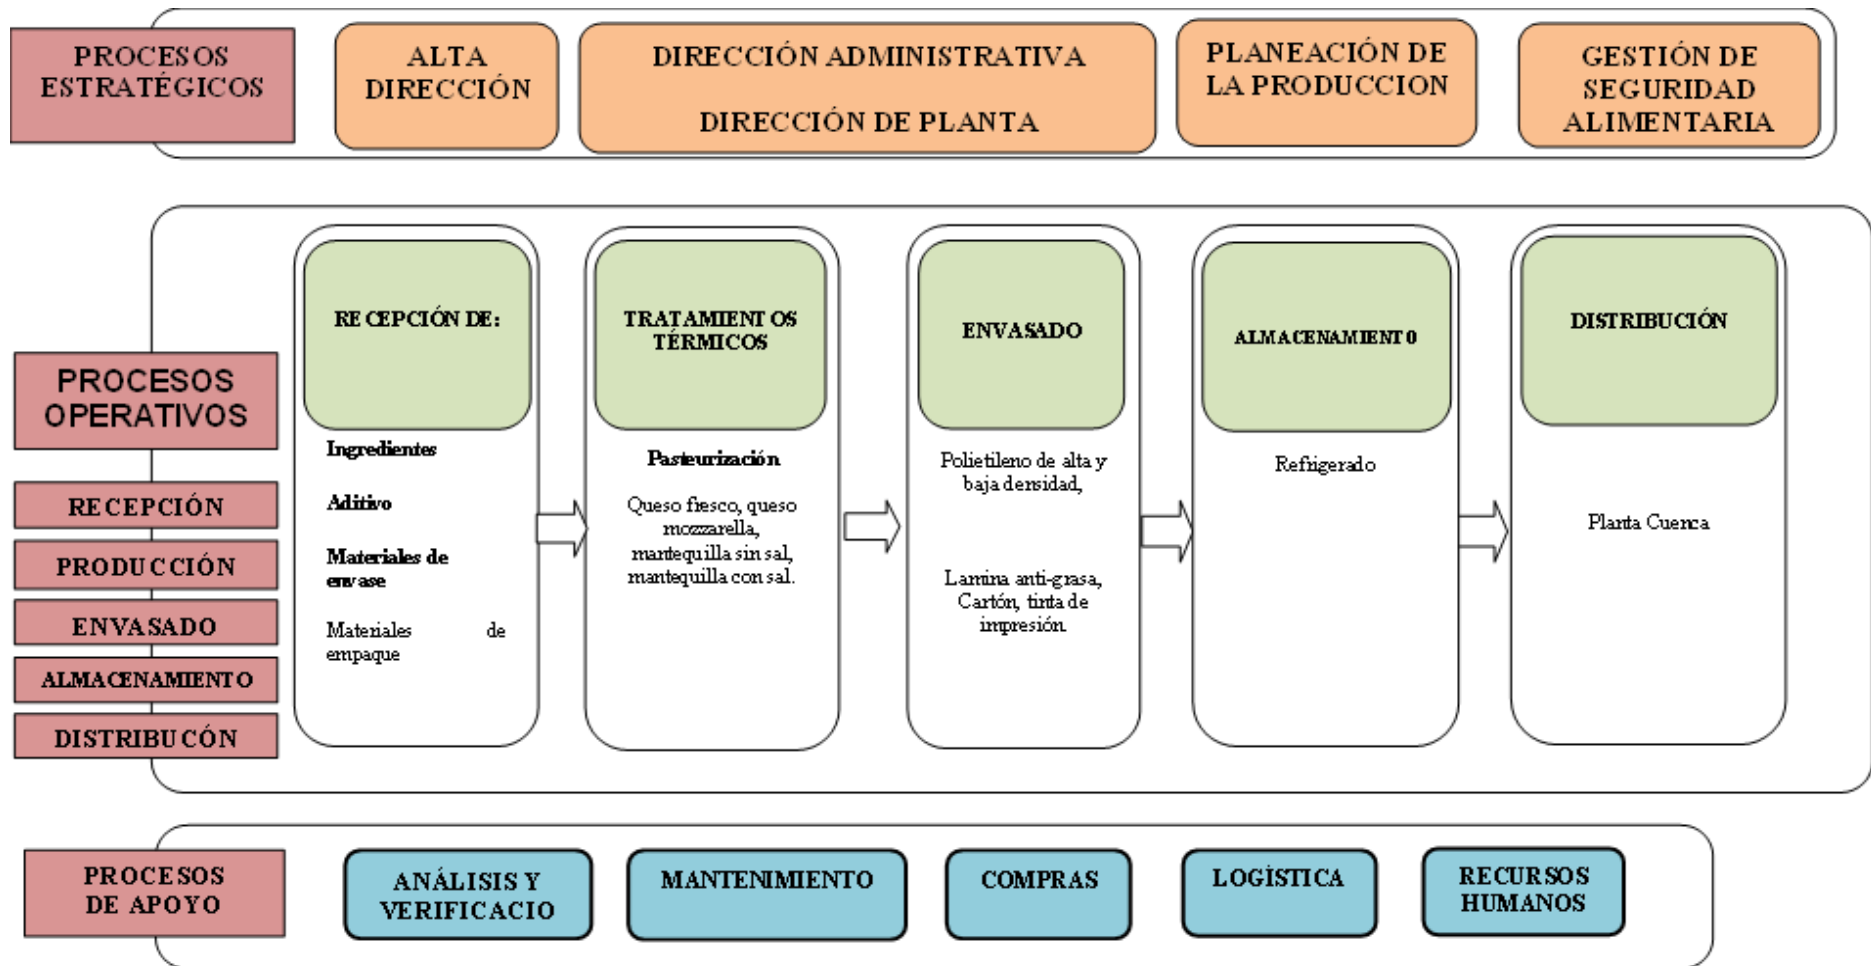 PROCESOS
ESTRATÉGICOS
ALTA
DIRECCIÓN
DIRECCIÓN ADMINISTRATIVA
DIRECCIÓN DE PLANTA
PLANEACIÓN DE
LA PRODUCCION
GESTIÓN DE
SEGURIDAD
ALIMENTARIA
PROCESOS
OPERATIVOS
RECEPCIÓN
PRODUCCIÓN
ENVASADO
ALMACENAMIENTO
DISTRIBUCÓN
RECEPCIÓN DE:
Ingredientes
Aditivo
Materiales de
envase
Materiales de
empaque
TRATAMIENTOS
TÉRMICOS
Pasteurización
Queso fresco, queso
mozzarella,
mantequilla sin sal,
mantequilla con sal.
ENVASADO
Polietileno de alta y
baja densidad,
Lamina anti-grasa,
Cartón, tinta de
impresión.
ALMACENAMIENTO
Refrigerado
DISTRIBUCIÓN
Planta Cuenca
PROCESOS
DE APOYO
ANÁLISIS Y
VERIFICACIO
MANTENIMIENTO
COMPRAS
LOGÍSTICA
RECURSOS
HUMANOS